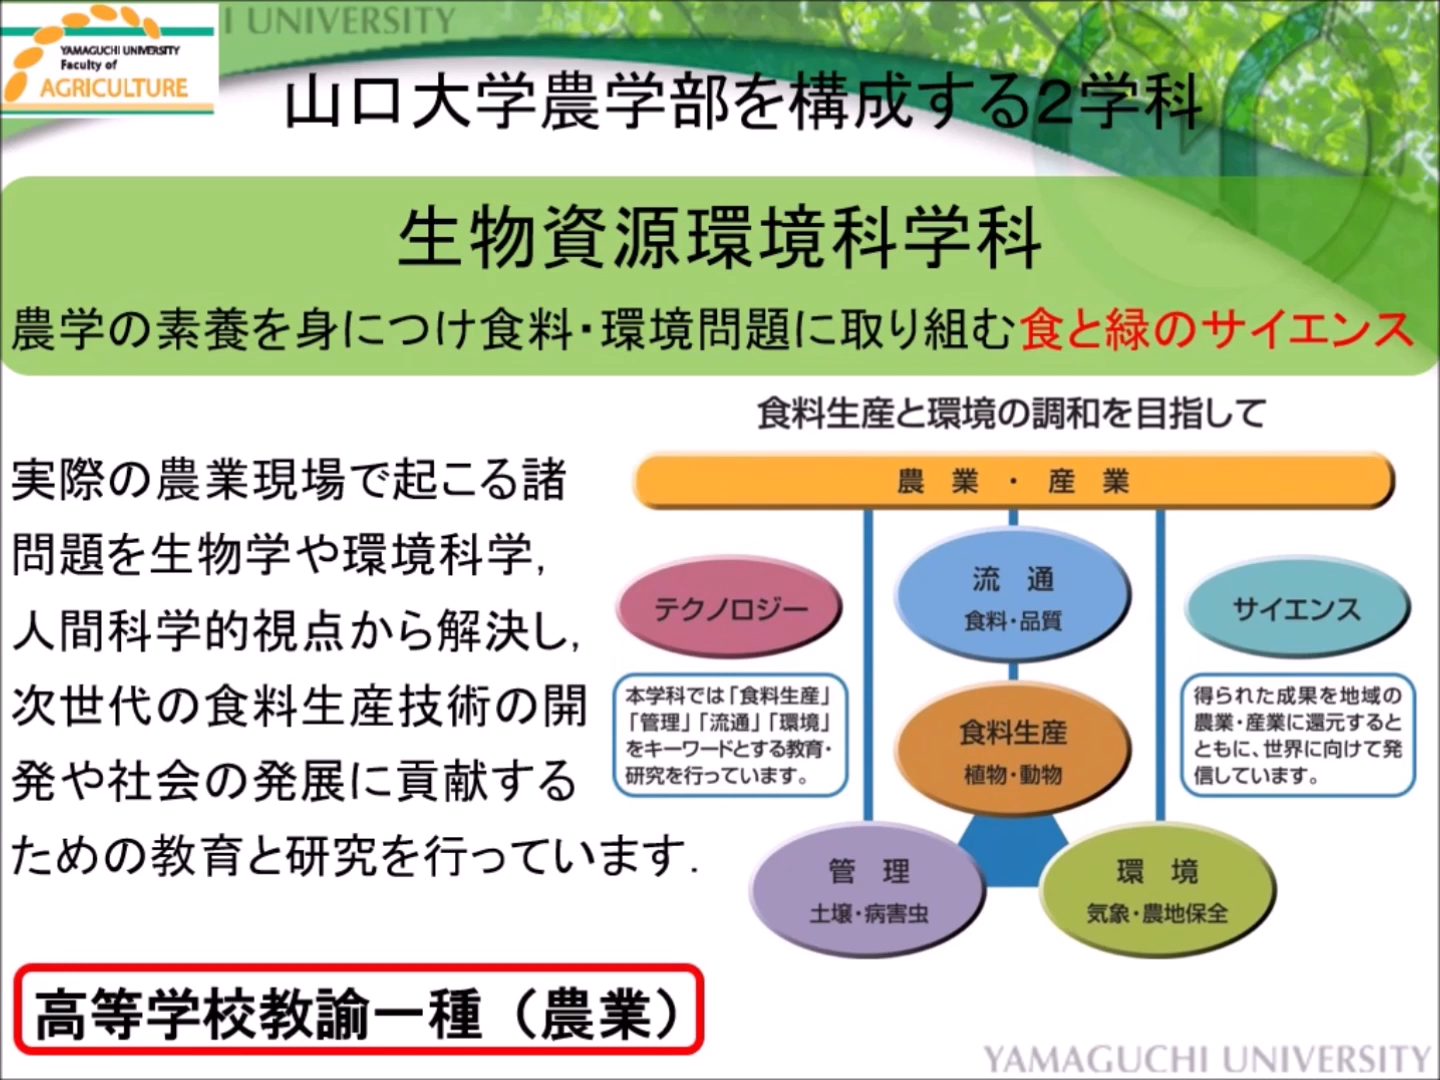 YAMAGUCHI UNIVERSITY
Faculty of
AGRICULTURE
I UNIVERSITY
山口大学農学部を構成する2学科
生物資源環境科学科
農学の素養を身につけ食料・環境問題に取り組む食と緑のサイエンス
実際の農業現場で起こる諸
問題を生物学や環境科学,
人間科学的視点から解決し,
次世代の食料生産技術の開
発や社会の発展に貢献する
ための教育と研究を行っています.
高等学校教諭一種（農業）
食料生産と環境の調和を目指して
農業・産業
テクノロジー
本学科では「食料生産」
「管理」「流通」「環境」
をキーワードとする教育・
研究を行っています。
流通
食料・品質
食料生産
植物・動物
サイエンス
得られた成果を地域の
農業・産業に還元すると
ともに、世界に向けて発
信しています。
管理
土壌・病害虫
環境
気象・農地保全
YAMAGUCHI UNIVERSITY